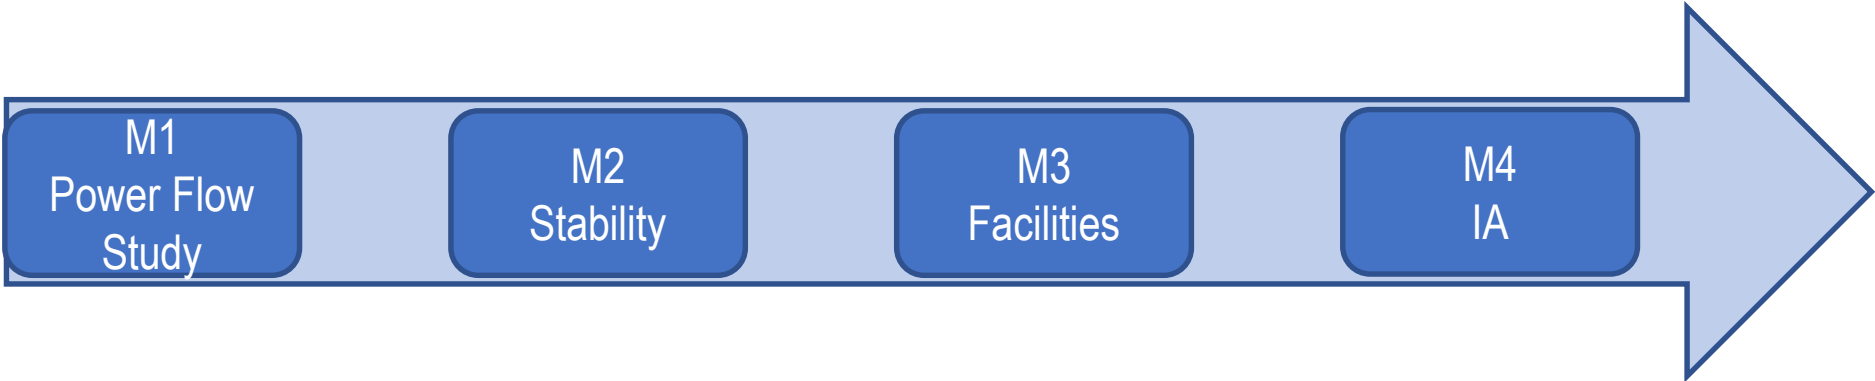 M1
Power Flow
Study
M2
Stability
M3
Facilities
M4
IA